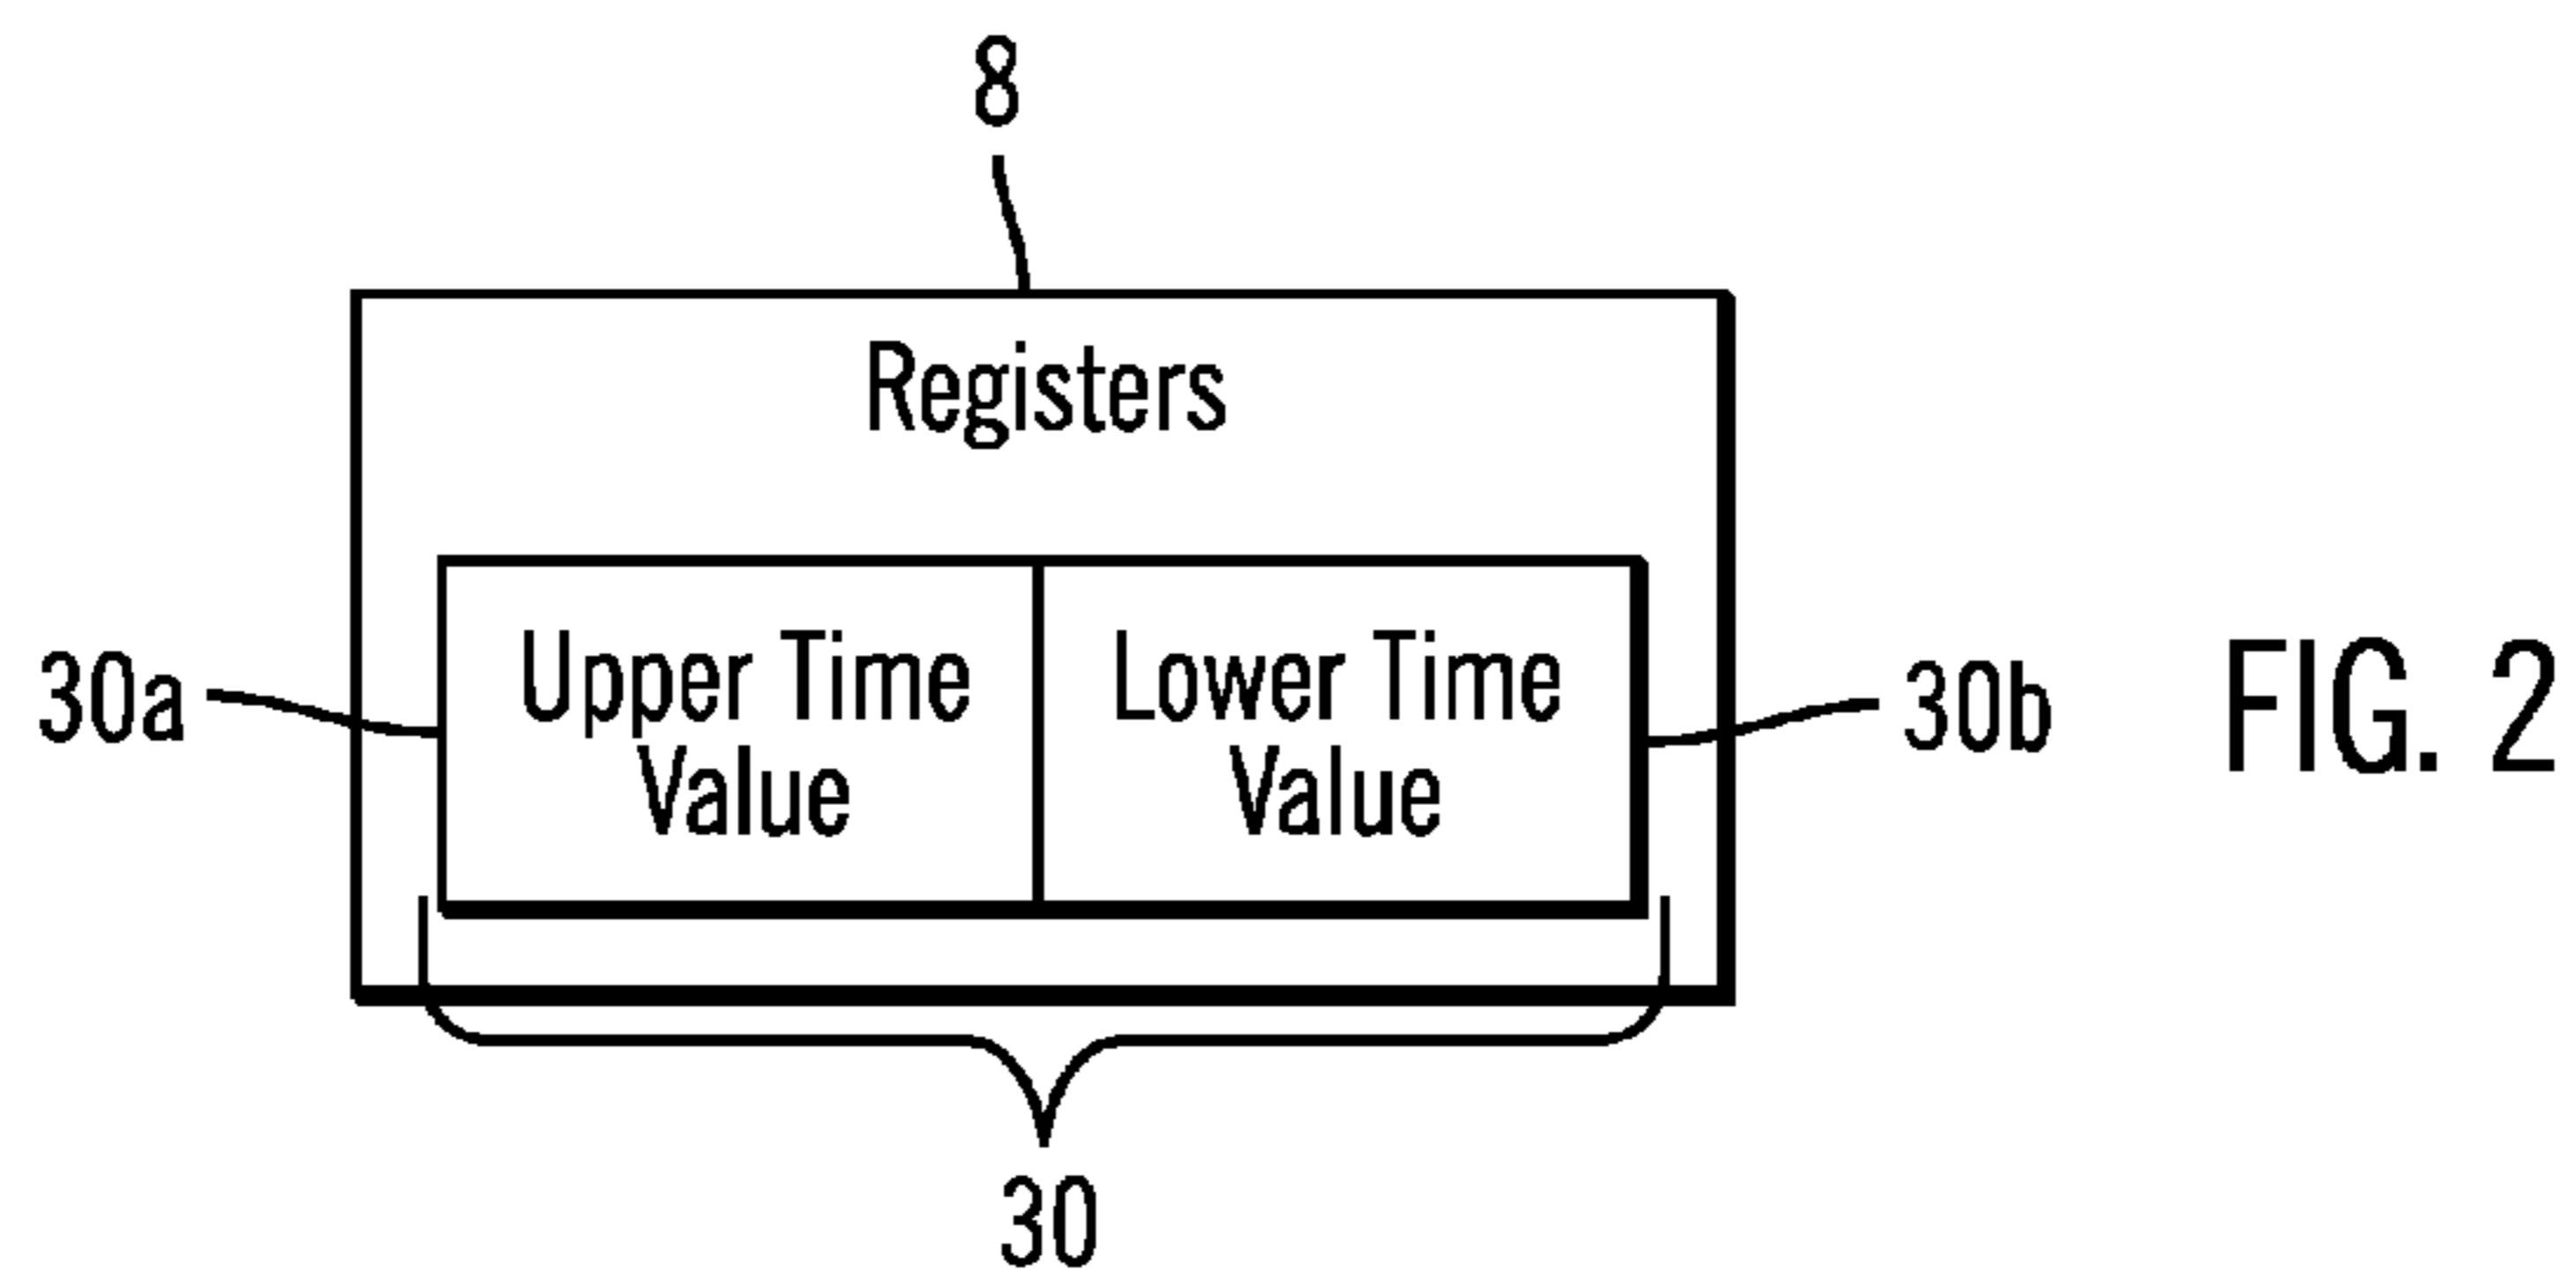 8
Registers
30a
Upper Time
Value
Lower Time
Value
30b
FIG. 2
30